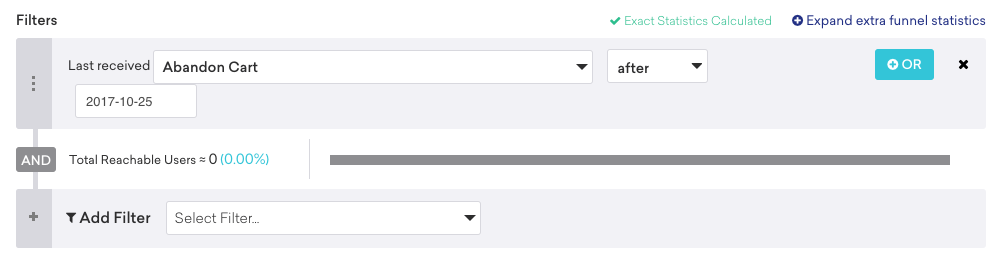 Filters
Exact Statistics Calculated
Expand extra funnel statistics
Last received Abandon Cart after OR
2017-10-25
AND Total Reachable Users ≈ 0 (0.00%)
Add Filter Select Filter...